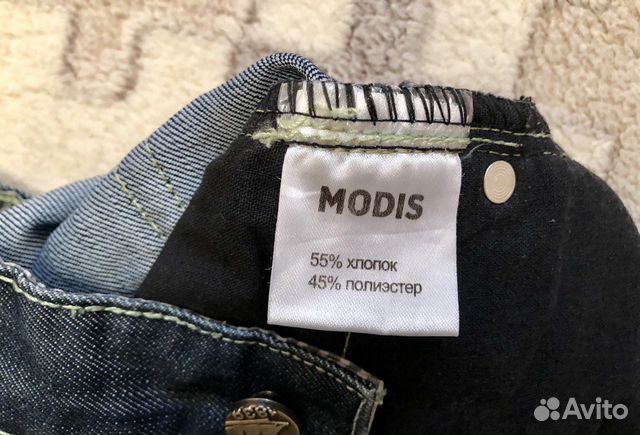 MODIS
55% хлопок
45% полиэстер
Avito